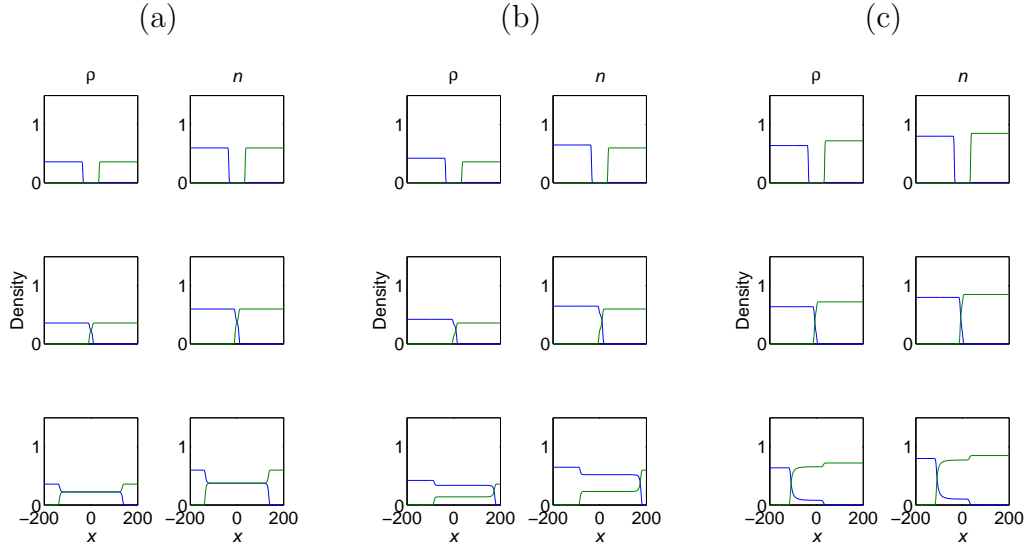 (a) (b) (c)
ρ n ρ n ρ n
1 1 1 1 1 1
0 0 0 0 0 0
Density Density Density
1 1 1 1 1 1
0 0 0 0 0 0
1 1 1 1 1 1
0 0 0 0 0 0
−200 0 200 −200 0 200 −200 0 200 −200 0 200 −200 0 200 −200 0 200
x x x x x x